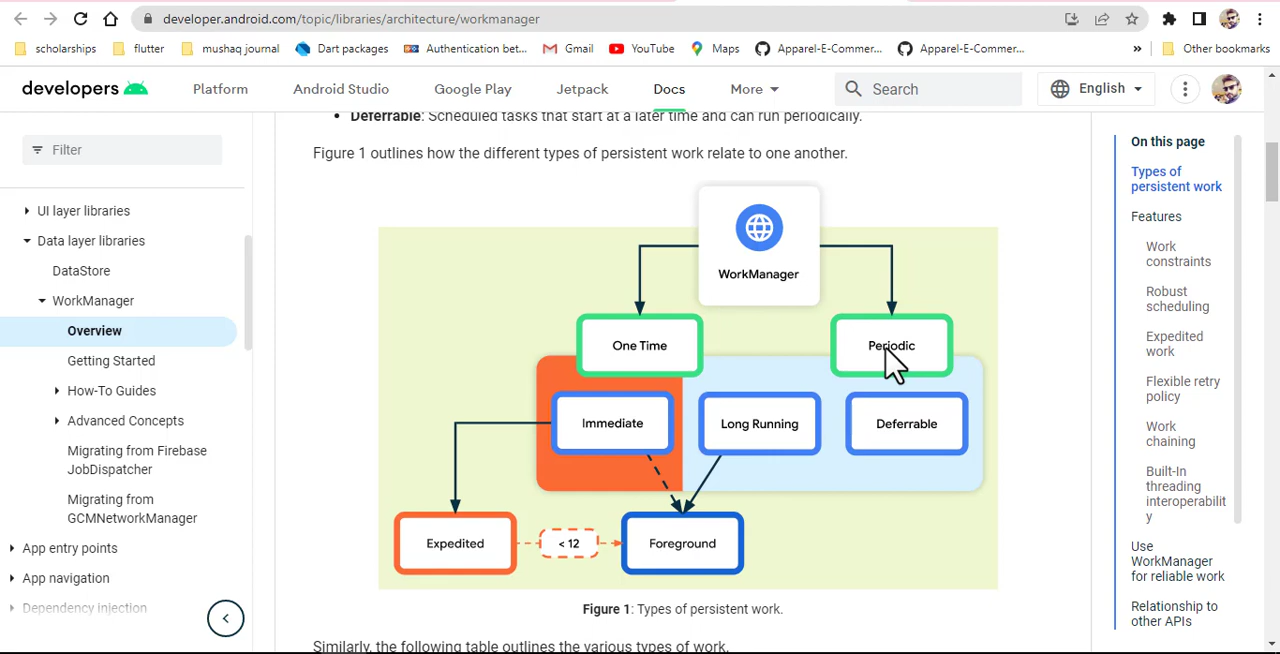 developer.android.com/topic/libraries/architecture/workmanager
scholarships
flutter
mushaq journal
Dart packages
Authentication bet...
Gmail
YouTube
Maps
Apparel-E-Commer...
Apparel-E-Commer...
»
Other bookmarks
developers
Platform
Android Studio
Google Play
Jetpack
Docs
More
Search
English
Filter
UI layer libraries
Data layer libraries
DataStore
WorkManager
Overview
Getting Started
How-To Guides
Advanced Concepts
Migrating from Firebase
JobDispatcher
Migrating from
GCMNetworkManager
App entry points
App navigation
Dependency injection
• Deferrable: Scheduled tasks that start at a later time and can run periodically.
Figure 1 outlines how the different types of persistent work relate to one another.
WorkManager
One Time
Periodic
Immediate
Long Running
Deferrable
Expedited
< 12
Foreground
Figure 1: Types of persistent work.
Similarly, the following table outlines the various types of work.
On this page
Types of
persistent work
Features
Work
constraints
Robust
scheduling
Expedited
work
Flexible retry
policy
Work
chaining
Built-In
threading
interoperabilit
y
Use
WorkManager
for reliable work
Relationship to
other APIs